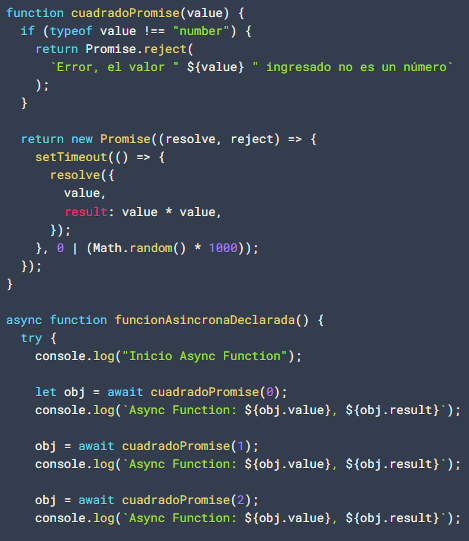 function cuadradoPromise(value) {
  if (typeof value !== "number") {
    return Promise.reject(
      `Error, el valor " ${value} " ingresado no es un número`
    );
  }

  return new Promise((resolve, reject) => {
    setTimeout(() => {
      resolve({
        value,
        result: value * value,
      });
    }, 0 | (Math.random() * 1000));
  });
}

async function funcionAsincronaDeclarada() {
  try {
    console.log("Inicio Async Function");

    let obj = await cuadradoPromise(0);
    console.log(`Async Function: ${obj.value}, ${obj.result}`);

    obj = await cuadradoPromise(1);
    console.log(`Async Function: ${obj.value}, ${obj.result}`);

    obj = await cuadradoPromise(2);
    console.log(`Async Function: ${obj.value}, ${obj.result}`);